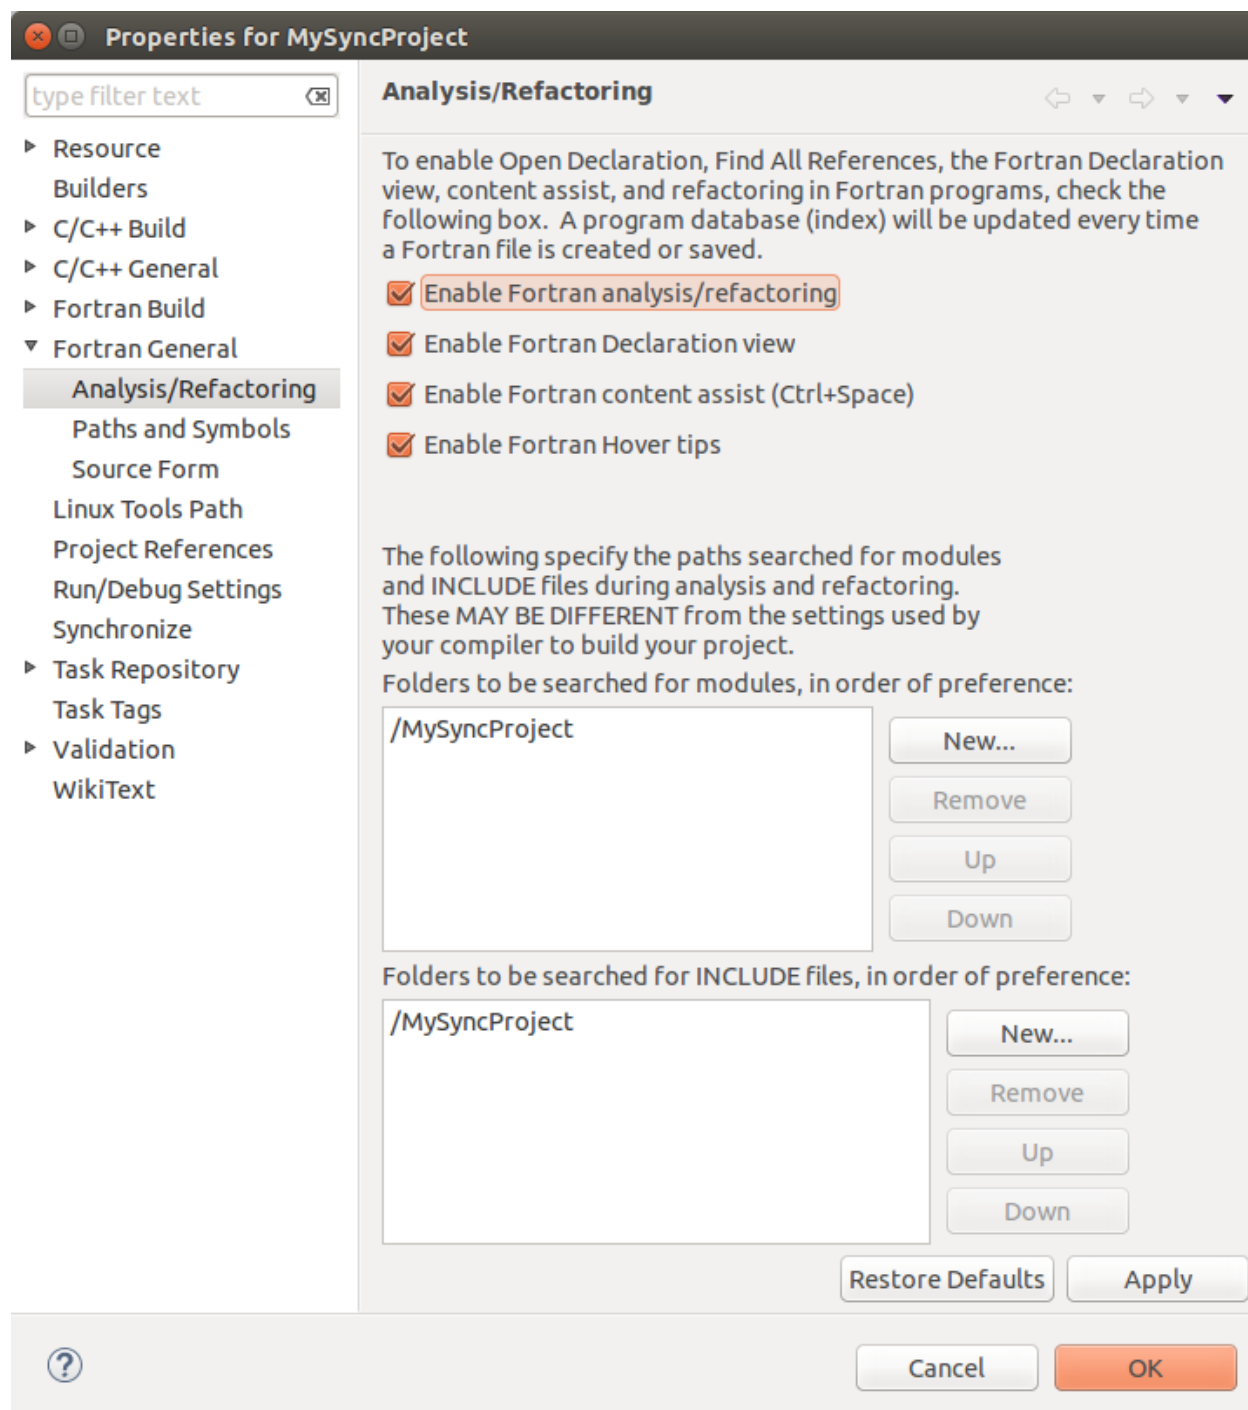 Properties for MySyncProject
type filter text
Resource
Builders
C/C++ Build
C/C++ General
Fortran Build
Fortran General
Analysis/Refactoring
Paths and Symbols
Source Form
Linux Tools Path
Project References
Run/Debug Settings
Synchronize
Task Repository
Task Tags
Validation
WikiText
Analysis/Refactoring
To enable Open Declaration, Find All References, the Fortran Declaration
view, content assist, and refactoring in Fortran programs, check the
following box.  A program database (index) will be updated every time
a Fortran file is created or saved.
Enable Fortran analysis/refactoring
Enable Fortran Declaration view
Enable Fortran content assist (Ctrl+Space)
Enable Fortran Hover tips
The following specify the paths searched for modules
and INCLUDE files during analysis and refactoring.
These MAY BE DIFFERENT from the settings used by
your compiler to build your project.
Folders to be searched for modules, in order of preference:
/MySyncProject
New...
Remove
Up
Down
Folders to be searched for INCLUDE files, in order of preference:
/MySyncProject
New...
Remove
Up
Down
Restore Defaults
Apply
?
Cancel
OK